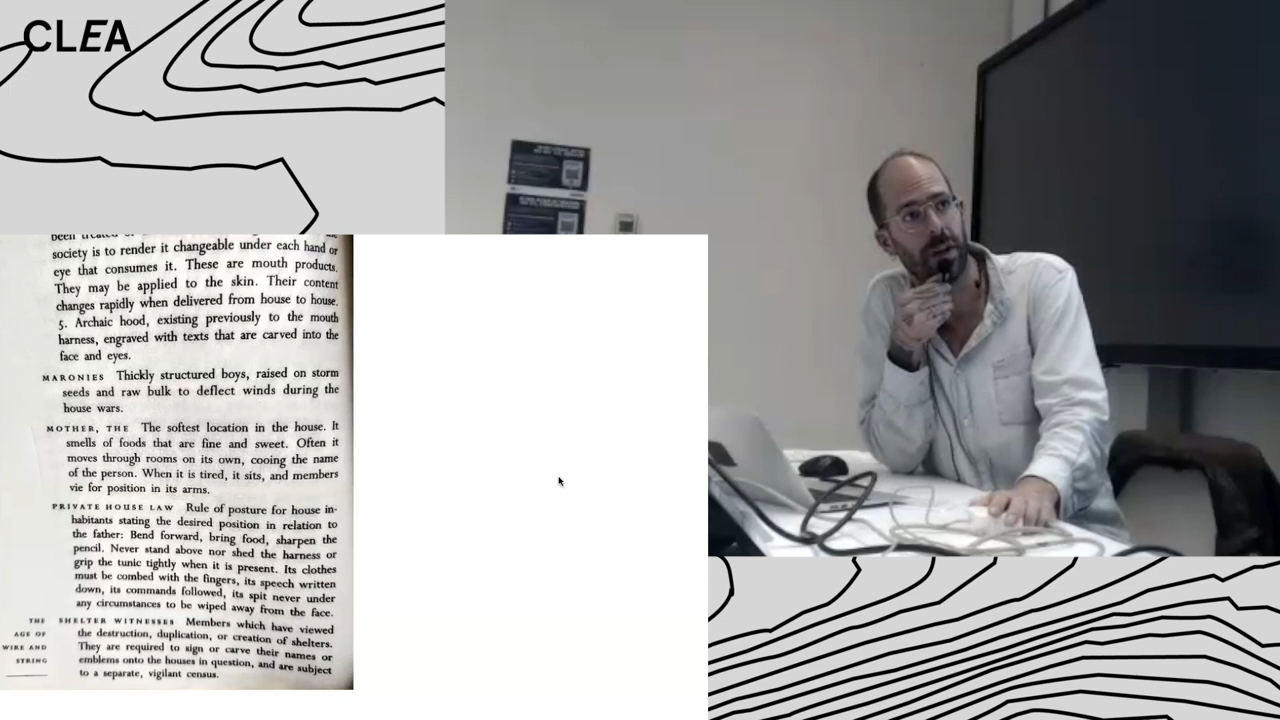 CLEA
society is to render it changeable under each hand or
eye that consumes it. These are mouth products.
They may be applied to the skin. Their content
changes rapidly when delivered from house to house.
5. Archaic hood, existing previously to the mouth
harness, engraved with texts that are carved into the
face and eyes.
MARONIES Thickly structured boys, raised on storm
seeds and raw bulk to deflect winds during the
house wars.
MOTHER, THE The softest location in the house. It
smells of foods that are fine and sweet. Often it
moves through rooms on its own, cooing the name
of the person. When it is tired, it sits, and members
vie for position in its arms.
PRIVATE HOUSE LAW Rule of posture for house in-
habitants stating the desired position in relation to
the father: Bend forward, bring food, sharpen the
pencil. Never stand above nor shed the harness or
grip the tunic tightly when it is present. Its clothes
must be combed with the fingers, its speech written
down, its commands followed, its spit never under
any circumstances to be wiped away from the face.
SHELTER WITNESSES Members which have viewed
the destruction, duplication, or creation of shelters.
They are required to sign or carve their names or
emblems onto the houses in question, and are subject
to a separate, vigilant census.
THE
AGE OF
WIRE AND
STRING